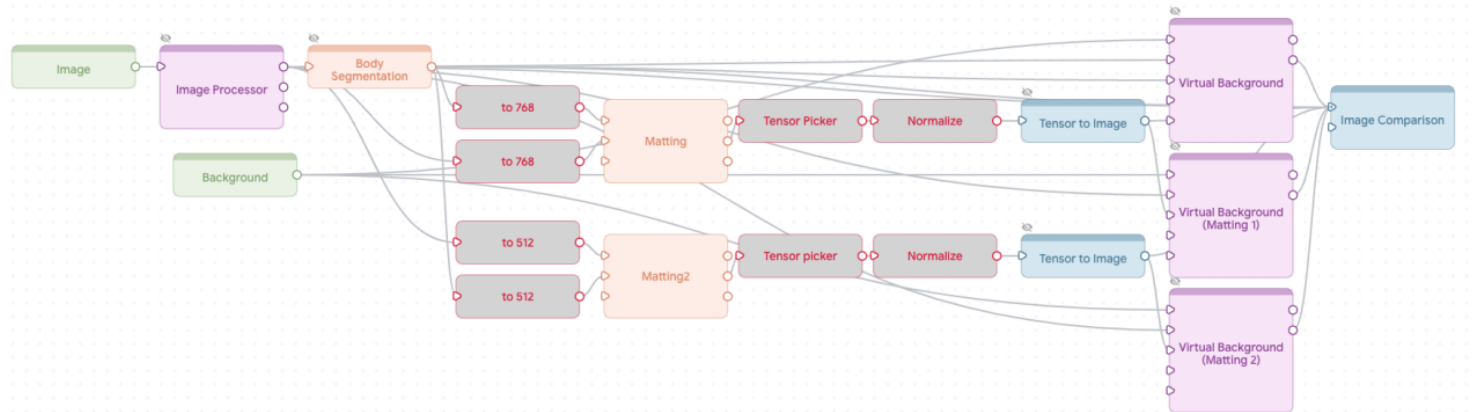 Image
Image Processor
Body
Segmentation
Background
to 768
to 768
Matting
Tensor Picker
Normalize
Tensor to Image
to 512
to 512
Matting2
Tensor picker
Normalize
Tensor to Image
Virtual Background
Virtual Background
(Matting 1)
Virtual Background
(Matting 2)
Image Comparison